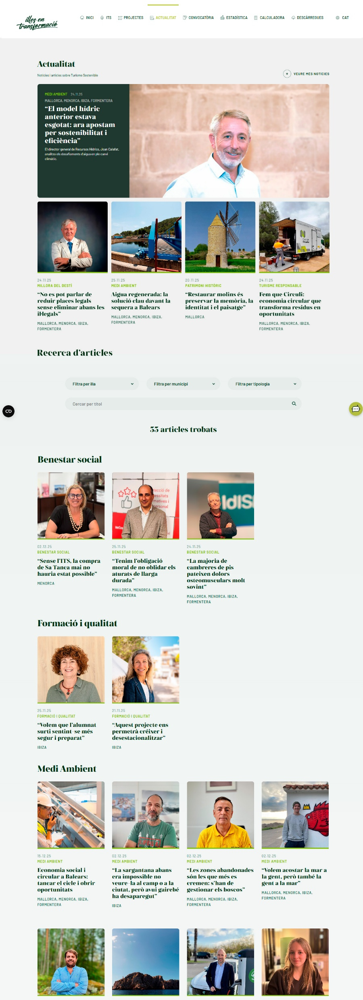 illes en
transformació
INICI
ITS
PROJECTES
ACTUALITAT
CONVOCATÒRIA
ESTADÍSTICA
CALCULADORA
DESCÀRREGUES
CAT
Actualitat
Notícies i artícles sobre Turisme Sostenible
VEURE MÉS NOTÍCIES
MEDI AMBIENT 24.11.25
MALLORCA, MENORCA, IBIZA, FORMENTERA
“El model hídric
anterior estava
esgotat: ara apostam
per sostenibilitat i
eficiència”
El director general de Recursos Hídrics, Joan Calafat,
analitza els desafiaments d'aigua en ple canvi
climàtic.
24.11.25
MILLORA DEL DESTÍ
“No es pot parlar de
reduir places legals
sense eliminar abans les
il·legals”
MALLORCA, MENORCA, IBIZA,
FORMENTERA
25.11.25
MEDI AMBIENT
Aigua regenerada: la
solució clau davant la
sequera a Balears
MALLORCA, MENORCA, IBIZA,
FORMENTERA
20.11.25
PATRIMONI HISTÒRIC
“Restaurar molins és
preservar la memòria, la
identitat i el paisatge”
MALLORCA
24.11.25
TURISME RESPONSABLE
Fem que Circuli:
economia circular que
transforma residus en
oportunitats
MALLORCA, MENORCA, IBIZA,
FORMENTERA
Recerca d’articles
Filtra per illa
Filtra per municipi
Filtra per tipologia
Cercar per títol
33 articles trobats
Benestar social
02.12.25
BENESTAR SOCIAL
“Sense l’ITS, la compra
de Sa Tanca mai no
hauria estat possible”
MENORCA
25.11.25
BENESTAR SOCIAL
“Tenim l’obligació
moral de no oblidar els
aturats de llarga
durada”
MALLORCA, MENORCA, IBIZA,
FORMENTERA
IdIS
24.11.25
BENESTAR SOCIAL
“La majoria de
cambreres de pis
pateixen dolors
osteomusculars molt
sovint”
MALLORCA, MENORCA, IBIZA,
FORMENTERA
Formació i qualitat
25.11.25
FORMACIÓ I QUALITAT
“Volem que l’alumnat
surti sentint-se més
segur i preparat”
IBIZA
21.11.25
FORMACIÓ I QUALITAT
“Aquest projecte ens
permetrà créixer i
desestacionalitzar”
IBIZA
Medi Ambient
15.12.25
MEDI AMBIENT
Economia social i
circular a Balears:
tancar el cicle i obrir
oportunitats
MALLORCA, MENORCA, IBIZA,
FORMENTERA
02.12.25
MEDI AMBIENT
“La sargantana abans
era impossible no
veure-la al camp o a la
ciutat, però avui gairebé
ha desaparegut”
IBIZA
02.12.25
MEDI AMBIENT
“Les zones abandonades
són les que més es
cremen: s’han de
gestionar els boscos”
MALLORCA, MENORCA, IBIZA,
FORMENTERA
02.12.25
MEDI AMBIENT
“Volem acostar la mar a
la gent, però també la
gent a la mar”
MALLORCA, MENORCA, IBIZA,
FORMENTERA